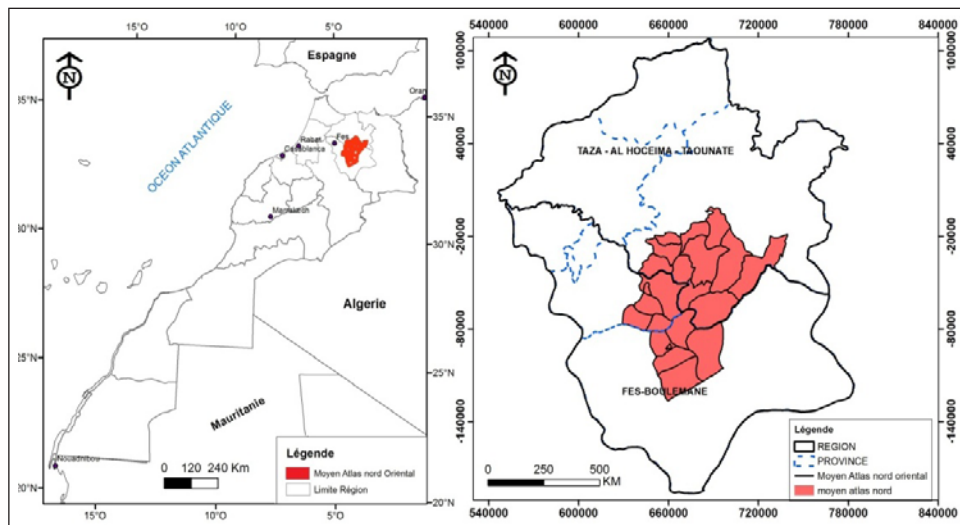 15°O 10°O 5°O
Espagne
N
Oran
35°N 35°N
OCEON ATLANTIQUE
Rabat
Fes
Casablanca
Marrakech
30°N 30°N
Algerie
25°N 25°N
Mauritanie
Nouadhibou
Légende
Moyen Atlas nord Oriental
Limite Région
0 120 240 Km
20°N 20°N
15°O 10°O 5°O
540000 600000 660000 720000 780000 840000
100000 100000
N
TAZA - AL HOCEIMA - TAOUNATE
40000 40000
-20000 -20000
-80000 -80000
FES-BOULEMANE
-140000 -140000
Légende
REGION
PROVINCE
Moyen Atlas nord oriental
moyen atlas nord
0 250 500
KM
540000 600000 660000 720000 780000 840000